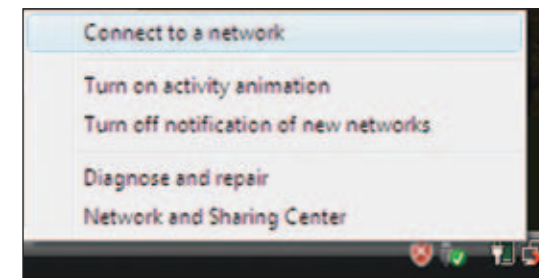 Connect to a network
Turn on activity animation
Turn off notification of new networks
Diagnose and repair
Network and Sharing Center